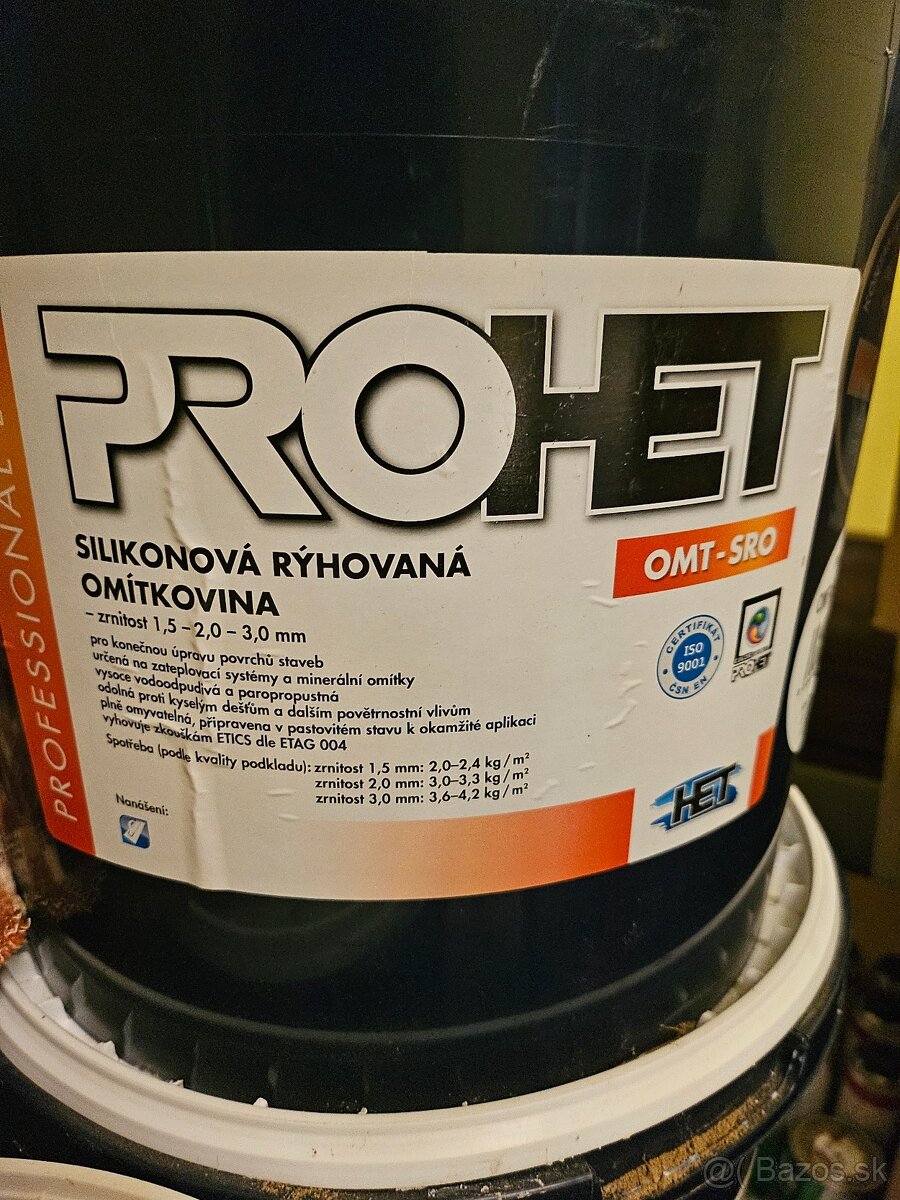 PROHET
PROFESSIONAL
SILIKONOVÁ RÝHOVANÁ
OMÍTKOVINA
OMT-SRO
– zrnitost 1,5 – 2,0 – 3,0 mm
pro konečnou úpravu povrchů staveb
určená na zateplovací systémy a minerální omítky
vysoce vodoodpudivá a paropropustná
odolná proti kyselým dešťům a dalším povětrnostní vlivům
plně omyvatelná, připravena v pastovitém stavu k okamžité aplikaci
vyhovuje zkouškám ETICS dle ETAG 004
Spotřeba (podle kvality podkladu): zrnitost 1,5 mm: 2,0–2,4 kg/m²
zrnitost 2,0 mm: 3,0–3,3 kg/m²
zrnitost 3,0 mm: 3,6–4,2 kg/m²
Nanášení:
CERTIFIKÁT
ISO
9001
ČSN EN
PROHET
HET
@( Bazos.sk